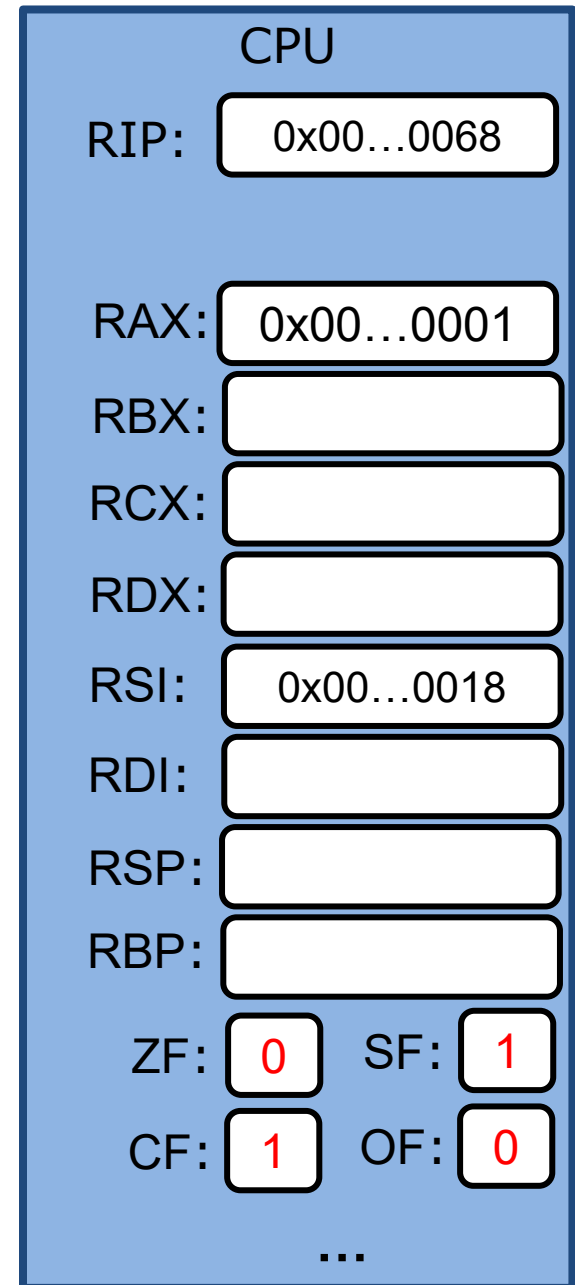 CPU
RIP: 0x00…0068
RAX: 0x00…0001
RBX:
RCX:
RDX:
RSI: 0x00…0018
RDI:
RSP:
RBP:
ZF: 0 SF: 1
CF: 1 OF: 0
…